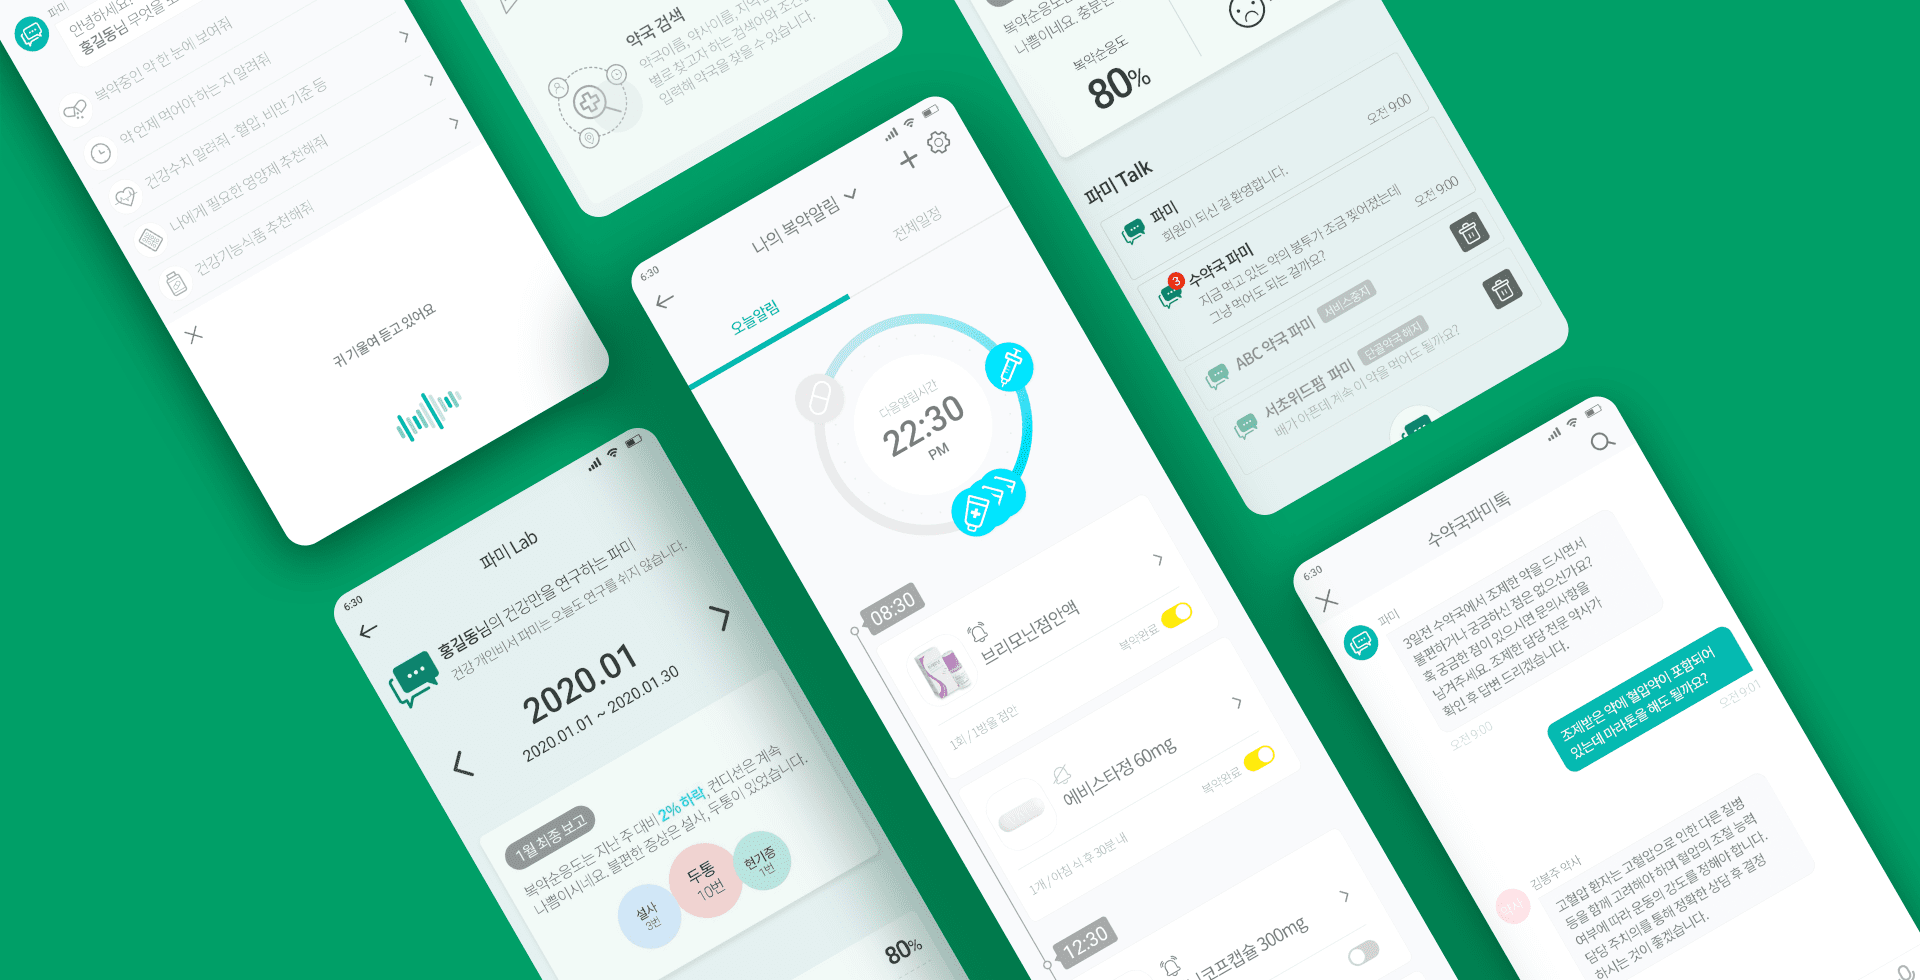 파미
안녕하세요?
홍길동님 무엇을
복약중인 약 한 눈에 보여줘
약 언제 먹어야 하는 지 알려줘
건강수치 알려줘 - 혈압, 비만 기준 등
나에게 필요한 영양제 추천해줘
건강기능식품 추천해줘
귀 기울여 듣고 있어요
약국 검색
약국이름, 약사이름, 지역
별로 찾고자 하는 검색어와 조건
입력해 약국을 찾을 수 있습니다.
복약순응도
나쁨이네요. 충분
복약순응도
80%
파미 Talk
파미
오전 9:00
회원이 되신 걸 환영합니다.
3
수약국 파미
오전 9:00
지금 먹고 있는 약의 봉투가 조금 찢어졌는데
그냥 먹어도 되는 걸까요?
ABC 약국 파미
서비스중지
서초위드팜 파미
단골약국 해지
배가 아픈데 계속 이 약을 먹어도 될까요?
6:30
나의 복약알림
오늘알림
전체일정
다음알림시간
22:30
PM
08:30
브리모닌점안액
복약완료
1회 / 1방울 점안
에비스타정 60mg
복약완료
1개 / 아침 식 후 30분 내
12:30
코프캡슐 300mg
6:30
파미 Lab
홍길동님의 건강만을 연구하는 파미
건강 개인비서 파미는 오늘도 연구를 쉬지 않습니다.
2020.01
2020.01.01 ~ 2020.01.30
1월 최종 보고
복약순응도는 지난 주 대비 2% 하락, 컨디션은 계속
나쁨이시네요. 불편한 증상은 설사, 두통이 있었습니다.
설사
3번
두통
10번
현기증
1번
80%
6:30
수약국파미톡
파미
3일전 수약국에서 조제한 약을 드시면서
불편하거나 궁금하신 점은 없으신가요?
혹 궁금한 점이 있으시면 문의사항을
남겨주세요. 조제한 담당 전문 약사가
확인 후 답변 드리겠습니다.
오전 9:00
조제받은 약에 혈압약이 포함되어
있는데 마라톤을 해도 될까요?
오전 9:01
약사
김봉주 약사
고혈압 환자는 고혈압으로 인한 다른 질병
등을 함께 고려해야 하며 혈압의 조절 능력
여부에 따라 운동의 강도를 정해야 합니다.
담당 주치의를 통해 정확한 상담 후 결정
하시는 것이 좋겠습니다.